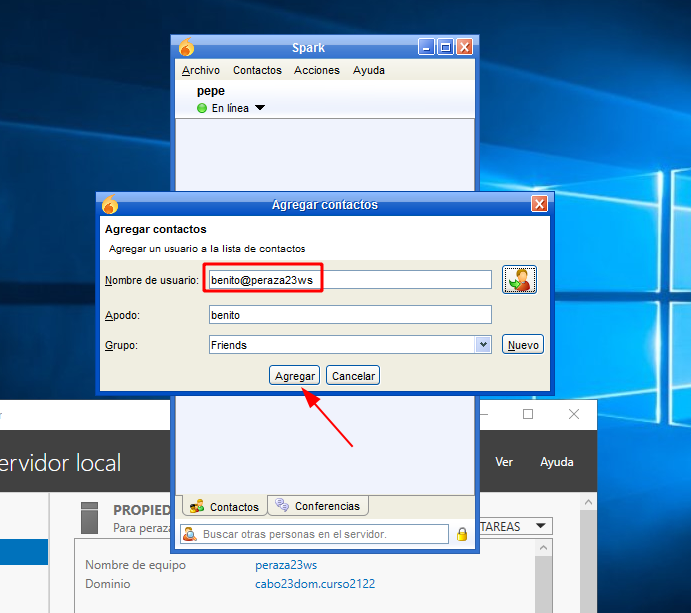 Spark
Archivo Contactos Acciones Ayuda
pepe
En línea
Agregar contactos
Agregar contactos
Agregar un usuario a la lista de contactos
Nombre de usuario: benito@peraza23ws
Apodo: benito
Grupo: Friends Nuevo
Agregar Cancelar
ervidor local
Ver Ayuda
Contactos Conferencias
PROPIED
TAREAS
Para peraza
Buscar otras personas en el servidor.
Nombre de equipo peraza23ws
Dominio cabo23dom.curso2122